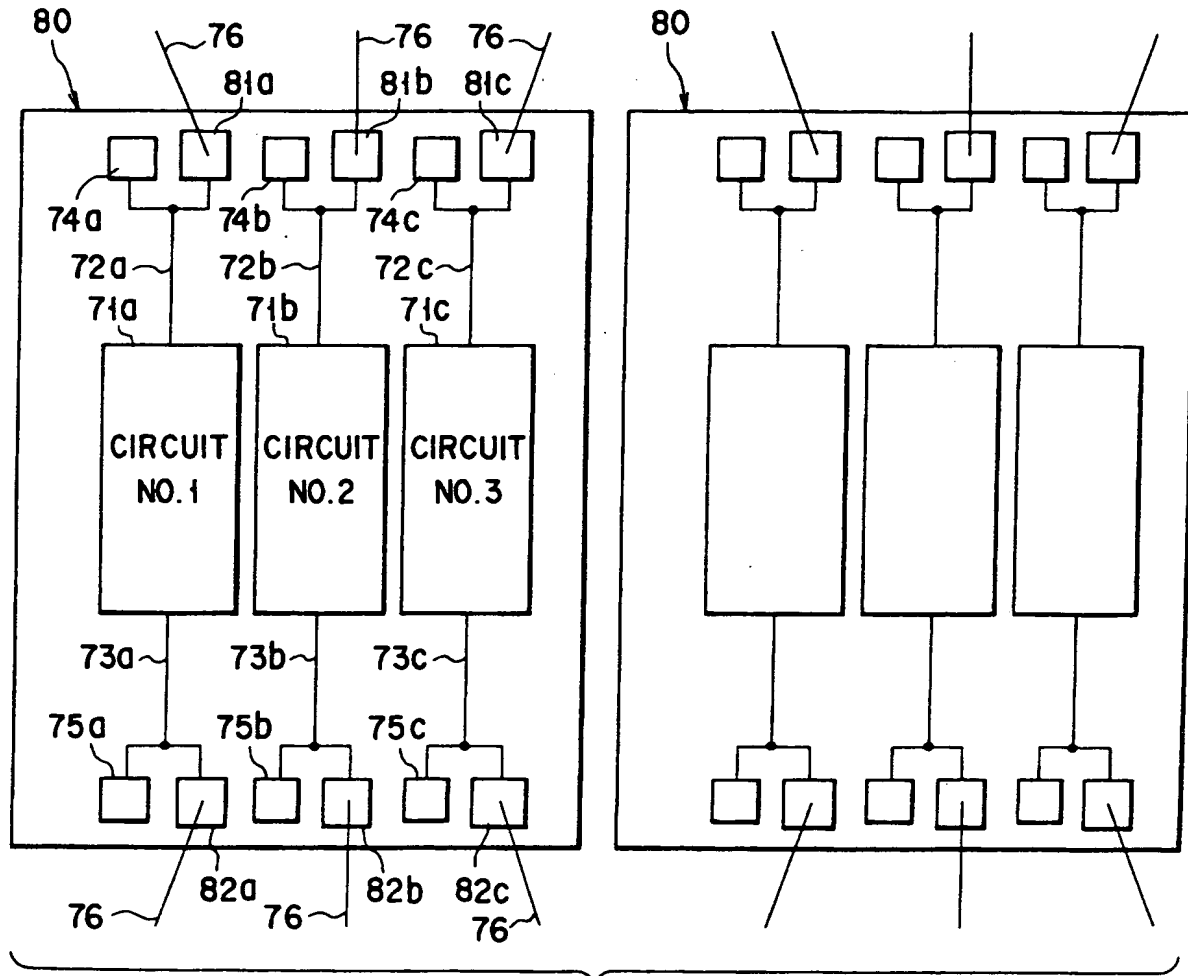 80 76 76 76 80
81a 81b 81c
74a 74b 74c
72a 72b 72c
71a 71b 71c
CIRCUIT NO.1
CIRCUIT NO.2
CIRCUIT NO.3
73a 73b 73c
75a 75b 75c
82a 82b 82c
76 76 76